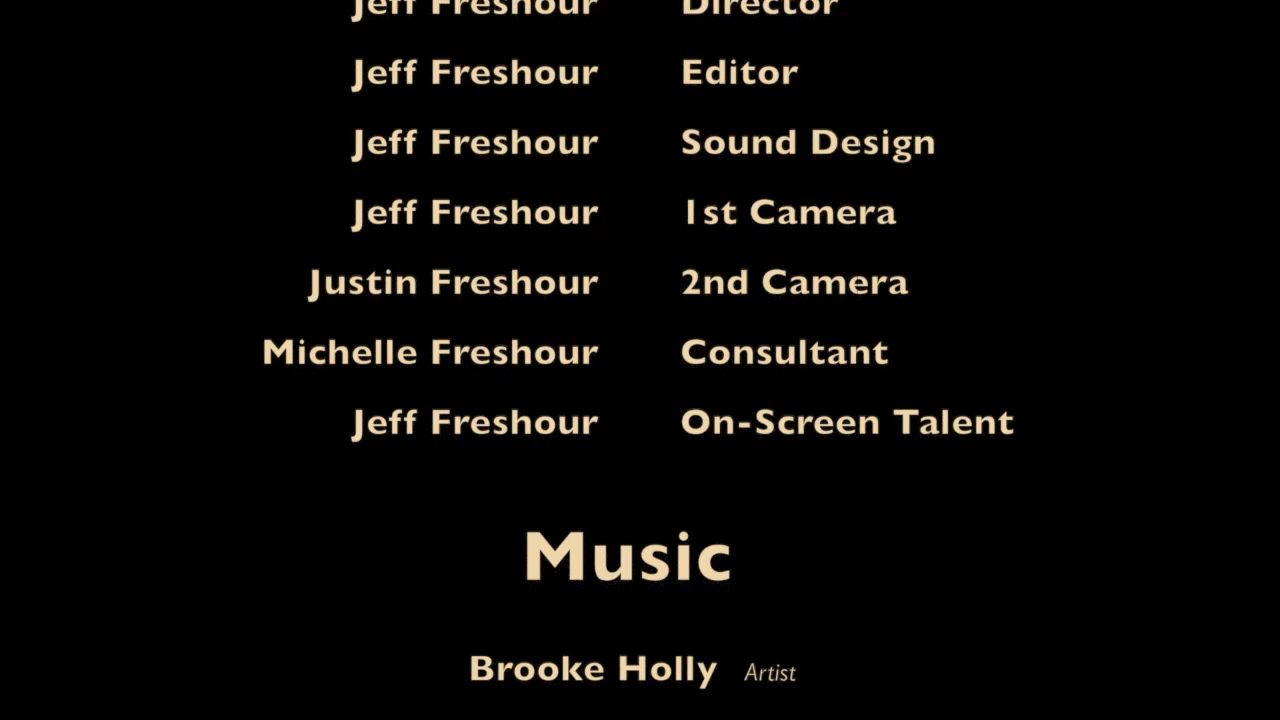 Jeff Freshour Director
Jeff Freshour Editor
Jeff Freshour Sound Design
Jeff Freshour 1st Camera
Justin Freshour 2nd Camera
Michelle Freshour Consultant
Jeff Freshour On-Screen Talent
Music
Brooke Holly Artist